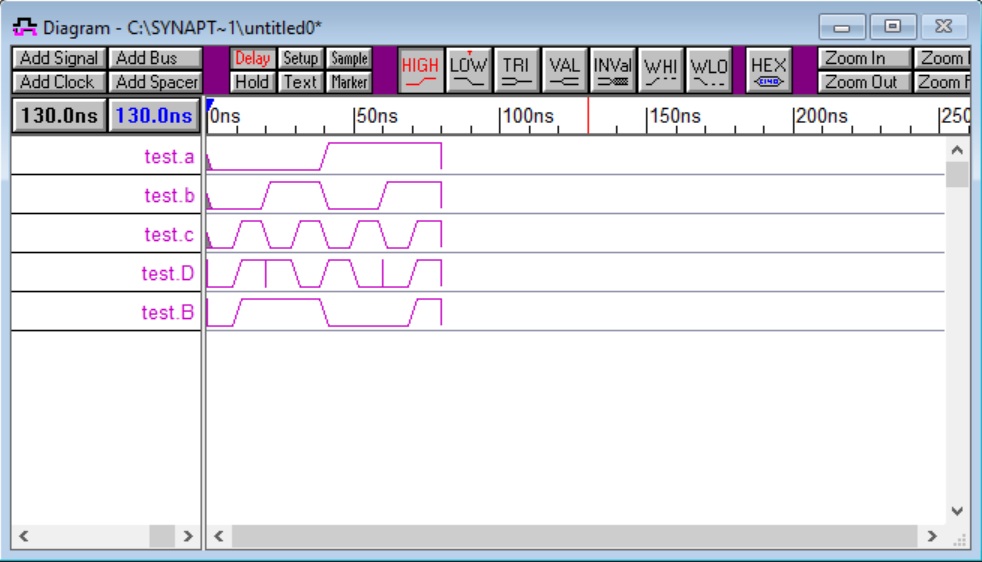 Diagram - C:\SYNAPT~1\untitled0*
Add Signal Add Bus Delay Setup Sample HIGH LOW TRI VAL INVal WHI WLO HEX Zoom In Zoom
Add Clock Add Spacer Hold Text Marker Zoom Out Zoom F
130.0ns 130.0ns 0ns 50ns 100ns 150ns 200ns 250
test.a
test.b
test.c
test.D
test.B